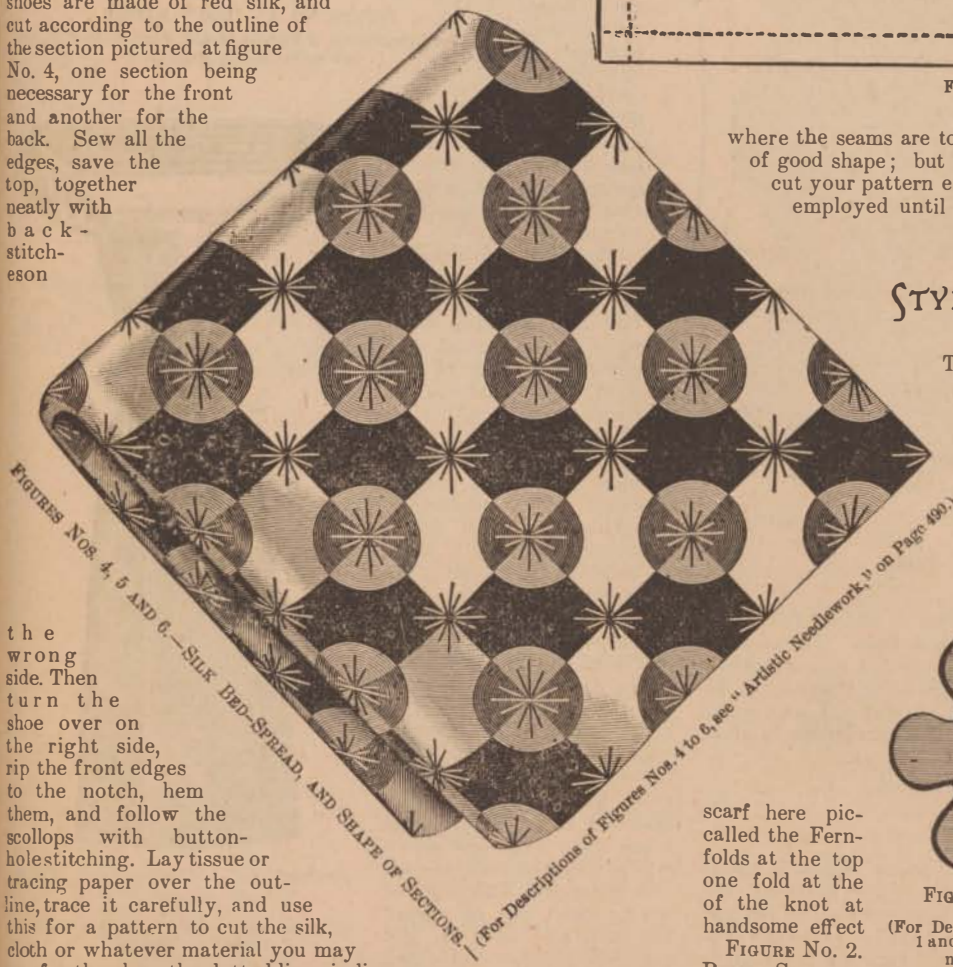 shoes are made of red silk, and
cut according to the outline of
the section pictured at figure
No. 4, one section being
necessary for the front
and another for the
back. Sew all the
edges, save the
top, together
neatly with
back-
stitch-
eson
the
wrong
side. Then
turn the
shoe over on
the right side,
rip the front edges
to the notch, hem
them, and follow the
scollops with button-
holestitching. Lay tissue or
tracing paper over the out-
line, trace it carefully, and use
this for a pattern to cut the silk,
cloth or whatever material you may
FIGURES NOS. 4, 5 AND 6.—SILK BED-SPREAD, AND SHAPE OF SECTIONS.
(For Descriptions of Figures Nos. 4 to 6, see "Artistic Needlework," on Page 490.)
F
where the seams are to
of good shape; but
cut your pattern e
employed until
STY
T
scarf here pic-
called the Fern-
folds at the top
one fold at the
of the knot at
handsome effect
FIGURE NO. 2.
FIG
(For De
1 and